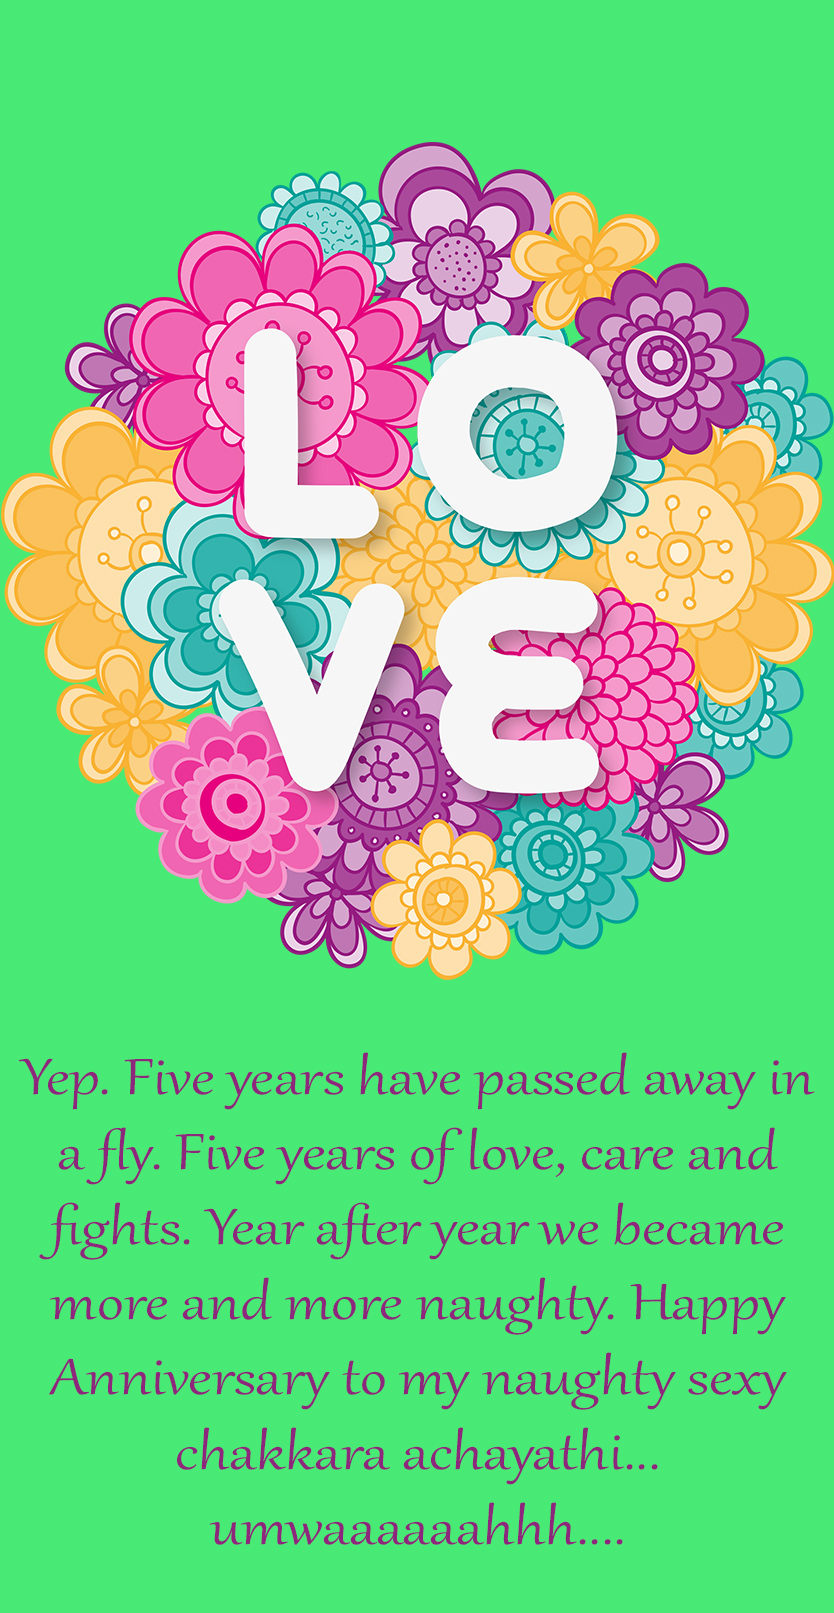 LO
VE
Yep. Five years have passed away in
a fly. Five years of love, care and
fights. Year after year we became
more and more naughty. Happy
Anniversary to my naughty sexy
chakkara achayathi...
umwaaaaaahhh....